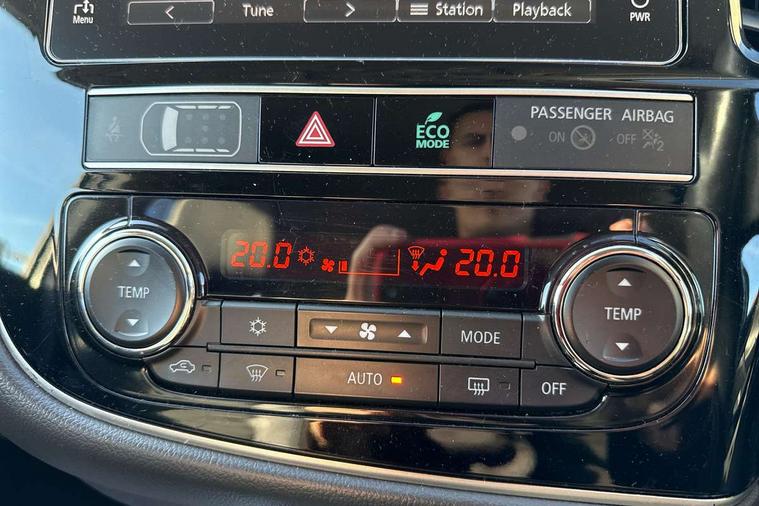 Menu
Tune
Station
Playback
PWR
ECO
MODE
PASSENGER AIRBAG
ON
OFF
2
20.0
20.0
TEMP
TEMP
MODE
AUTO
OFF